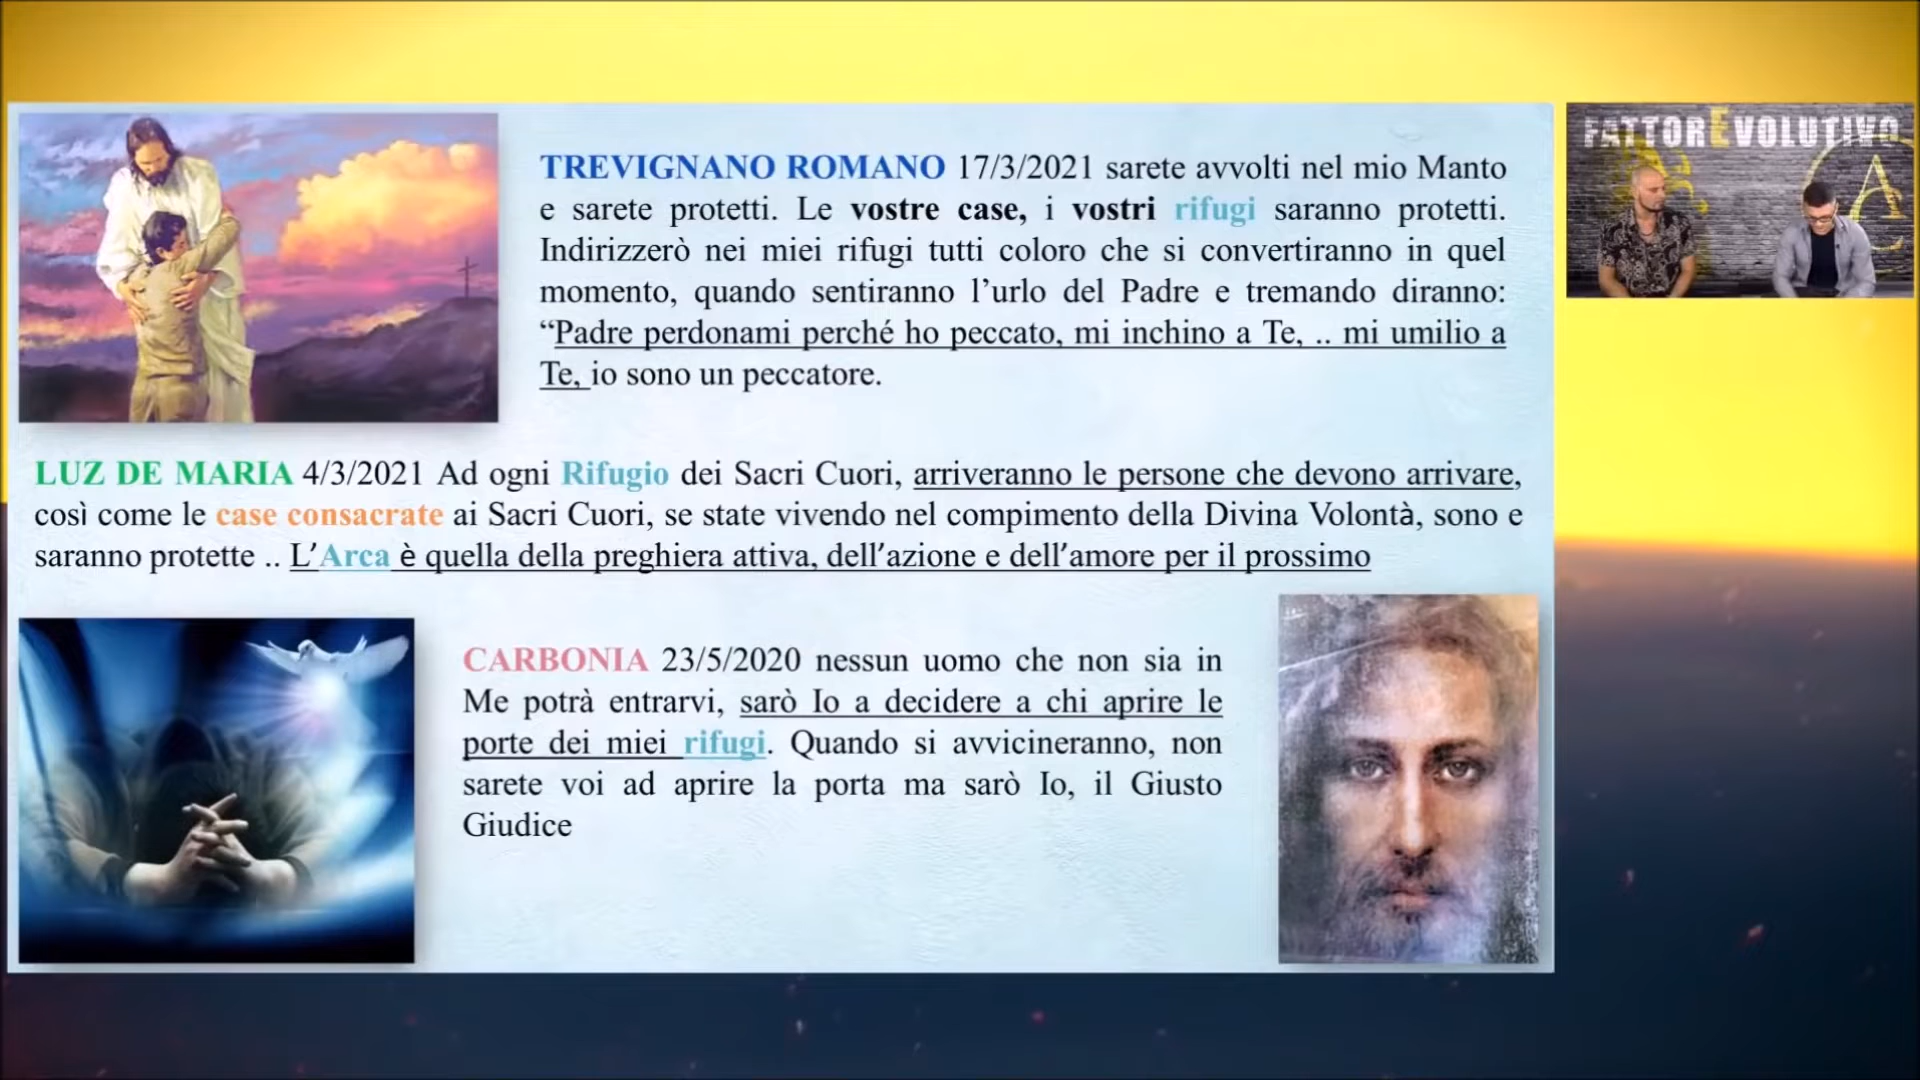 FATTOREVOLUTIVO
TREVIGNANO ROMANO 17/3/2021 sarete avvolti nel mio Manto
e sarete protetti. Le vostre case, i vostri rifugi saranno protetti.
Indirizzerò nei miei rifugi tutti coloro che si convertiranno in quel
momento, quando sentiranno l’urlo del Padre e tremando diranno:
“Padre perdonami perché ho peccato, mi inchino a Te, .. mi umilio a
Te, io sono un peccatore.
LUZ DE MARIA 4/3/2021 Ad ogni Rifugio dei Sacri Cuori, arriveranno le persone che devono arrivare,
così come le case consacrate ai Sacri Cuori, se state vivendo nel compimento della Divina Volontà, sono e
saranno protette .. L’Arca è quella della preghiera attiva, dell’azione e dell’amore per il prossimo
CARBONIA 23/5/2020 nessun uomo che non sia in
Me potrà entrarvi, sarò Io a decidere a chi aprire le
porte dei miei rifugi. Quando si avvicineranno, non
sarete voi ad aprire la porta ma sarò Io, il Giusto
Giudice